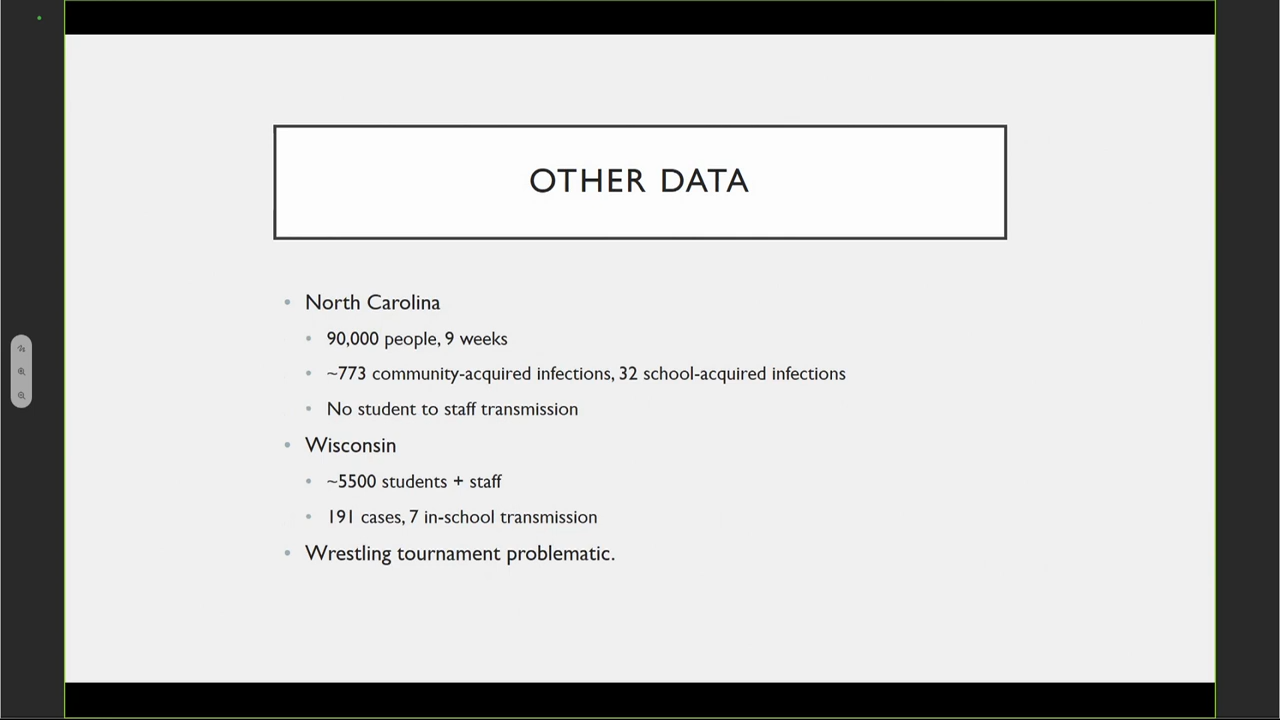 OTHER DATA
• North Carolina
• 90,000 people, 9 weeks
• ~773 community-acquired infections, 32 school-acquired infections
• No student to staff transmission
• Wisconsin
• ~5500 students + staff
• 191 cases, 7 in-school transmission
• Wrestling tournament problematic.